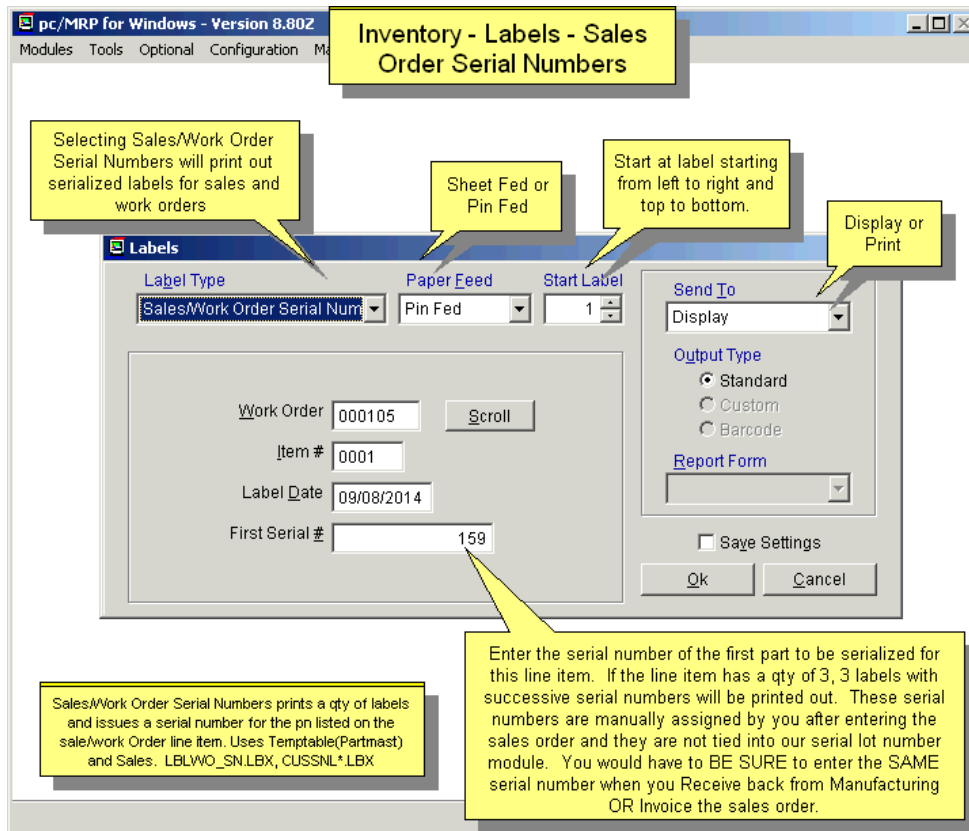 pc/MRP for Windows - Version 8.80Z
Modules Tools Optional Configuration Ma
Inventory - Labels - Sales
Order Serial Numbers
Selecting Sales/Work Order
Serial Numbers will print out
serialized labels for sales and
work orders
Sheet Fed or
Pin Fed
Start at label starting
from left to right and
top to bottom.
Display or
Print
Labels
Label Type
Paper Feed
Start Label
Sales/Work Order Serial Num
Pin Fed
1
Send To
Display
Output Type
Standard
Custom
Barcode
Report Form
Work Order 000105 Scroll
Item # 0001
Label Date 09/08/2014
First Serial # 159
Save Settings
Ok Cancel
Enter the serial number of the first part to be serialized for
this line item. If the line item has a qty of 3, 3 labels with
successive serial numbers will be printed out. These serial
numbers are manually assigned by you after entering the
sales order and they are not tied into our serial lot number
module. You would have to BE SURE to enter the SAME
serial number when you Receive back from Manufacturing
OR Invoice the sales order.
Sales/Work Order Serial Numbers prints a qty of labels
and issues a serial number for the pn listed on the
sale/work Order line item. Uses Temptable(Partmast)
and Sales. LBLWO_SN.LBX, CUSSNL*.LBX